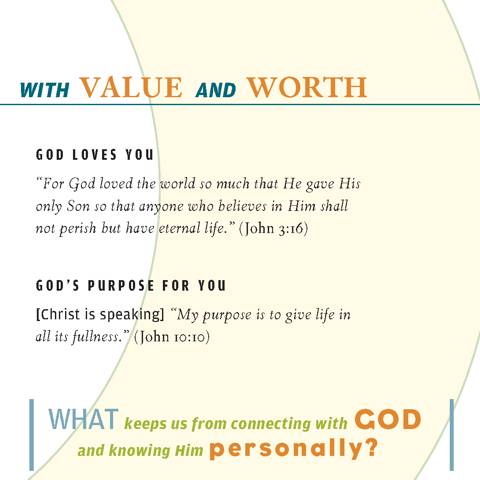 WITH VALUE AND WORTH
GOD LOVES YOU
“For God loved the world so much that He gave His
only Son so that anyone who believes in Him shall
not perish but have eternal life.” (John 3:16)
GOD’S PURPOSE FOR YOU
[Christ is speaking] “My purpose is to give life in
all its fullness.” (John 10:10)
WHAT keeps us from connecting with GOD
and knowing Him personally?